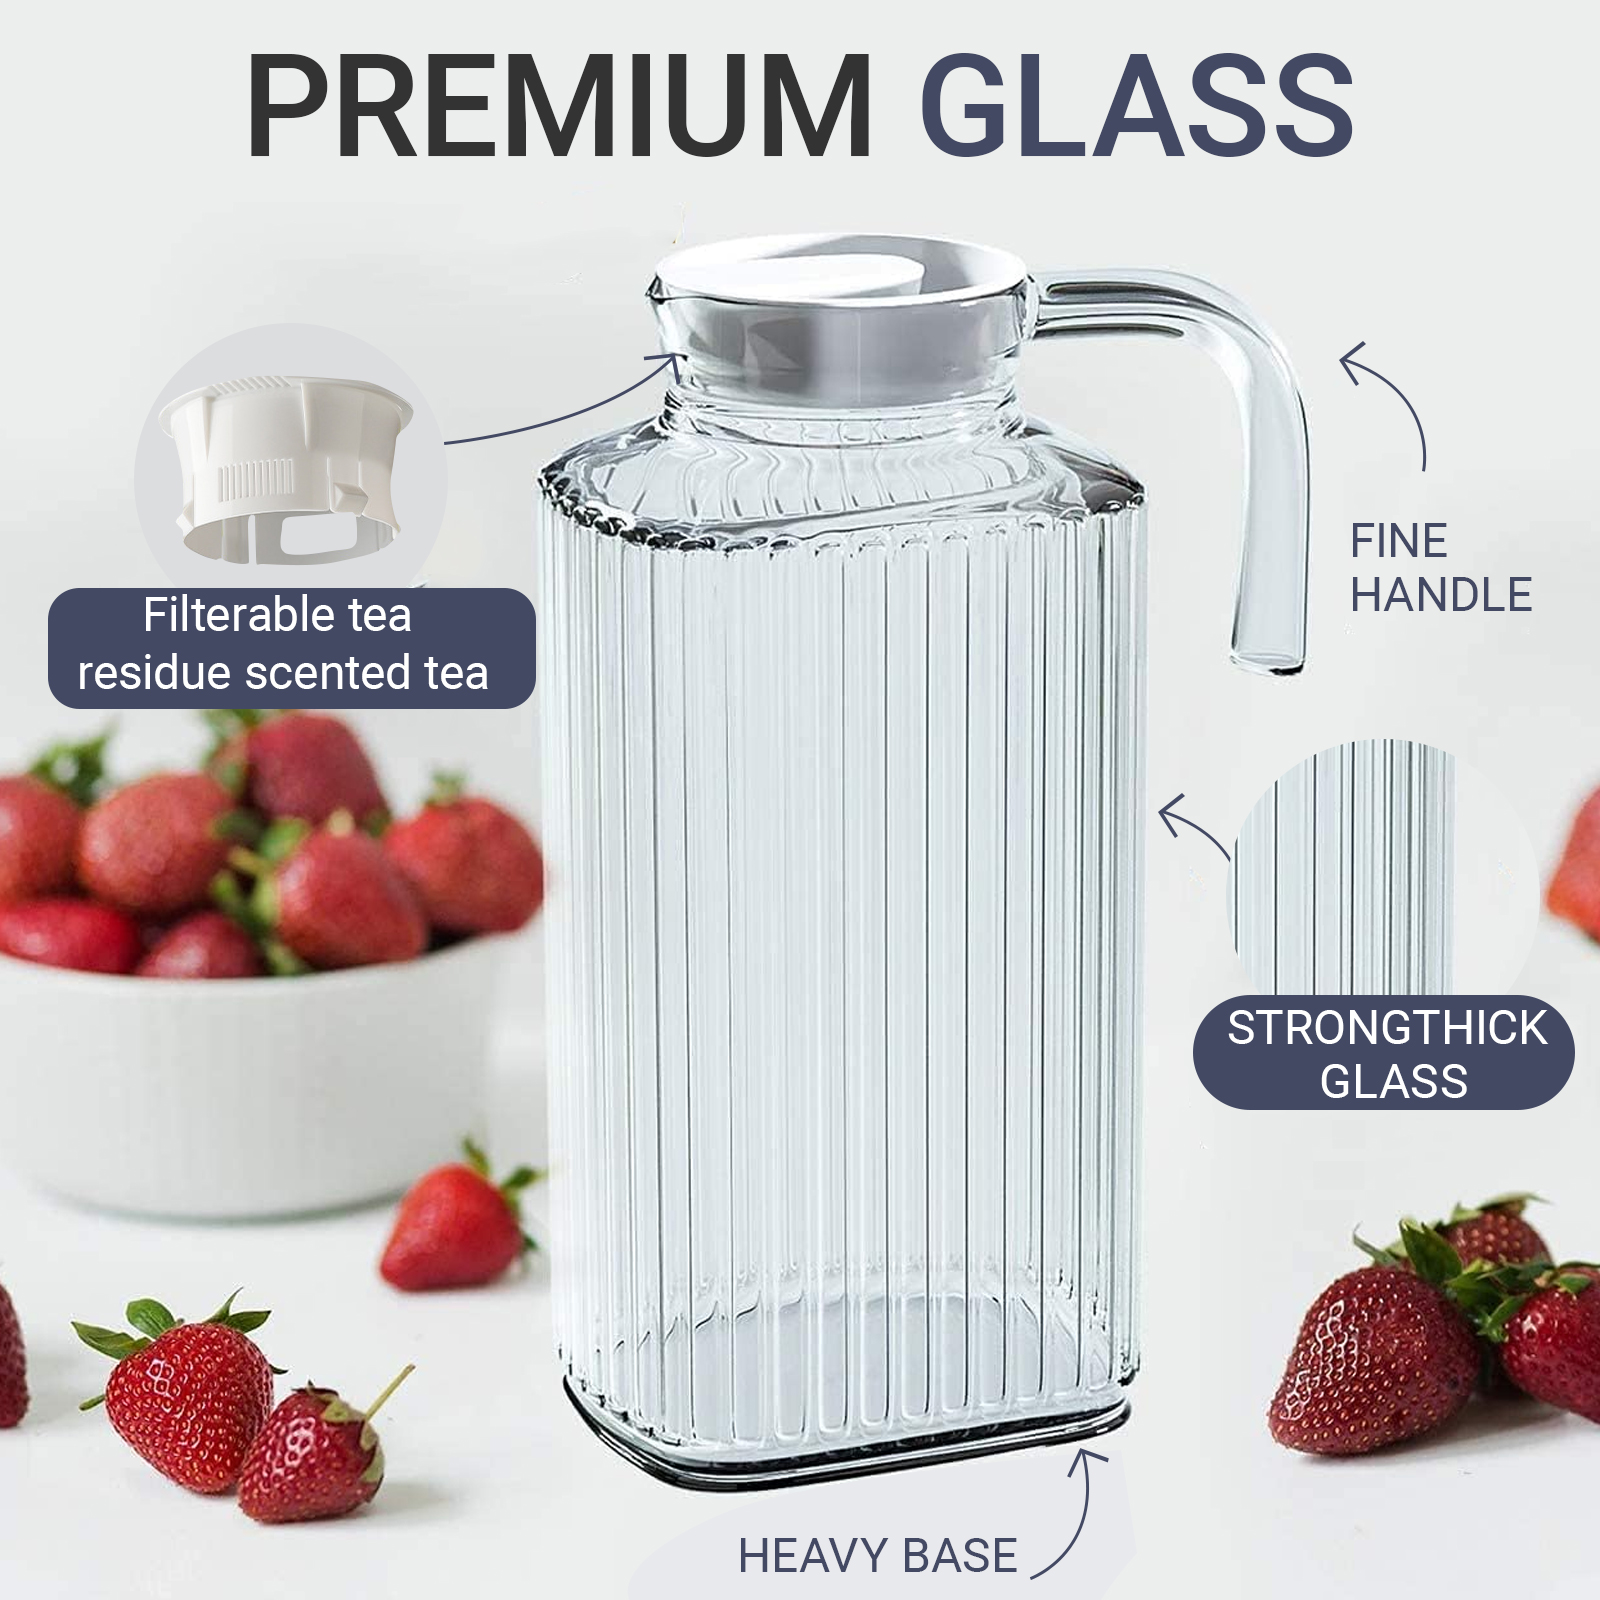 PREMIUM GLASS
Filterable tea
residue scented tea
FINE
HANDLE
STRONGTHICK
GLASS
HEAVY BASE